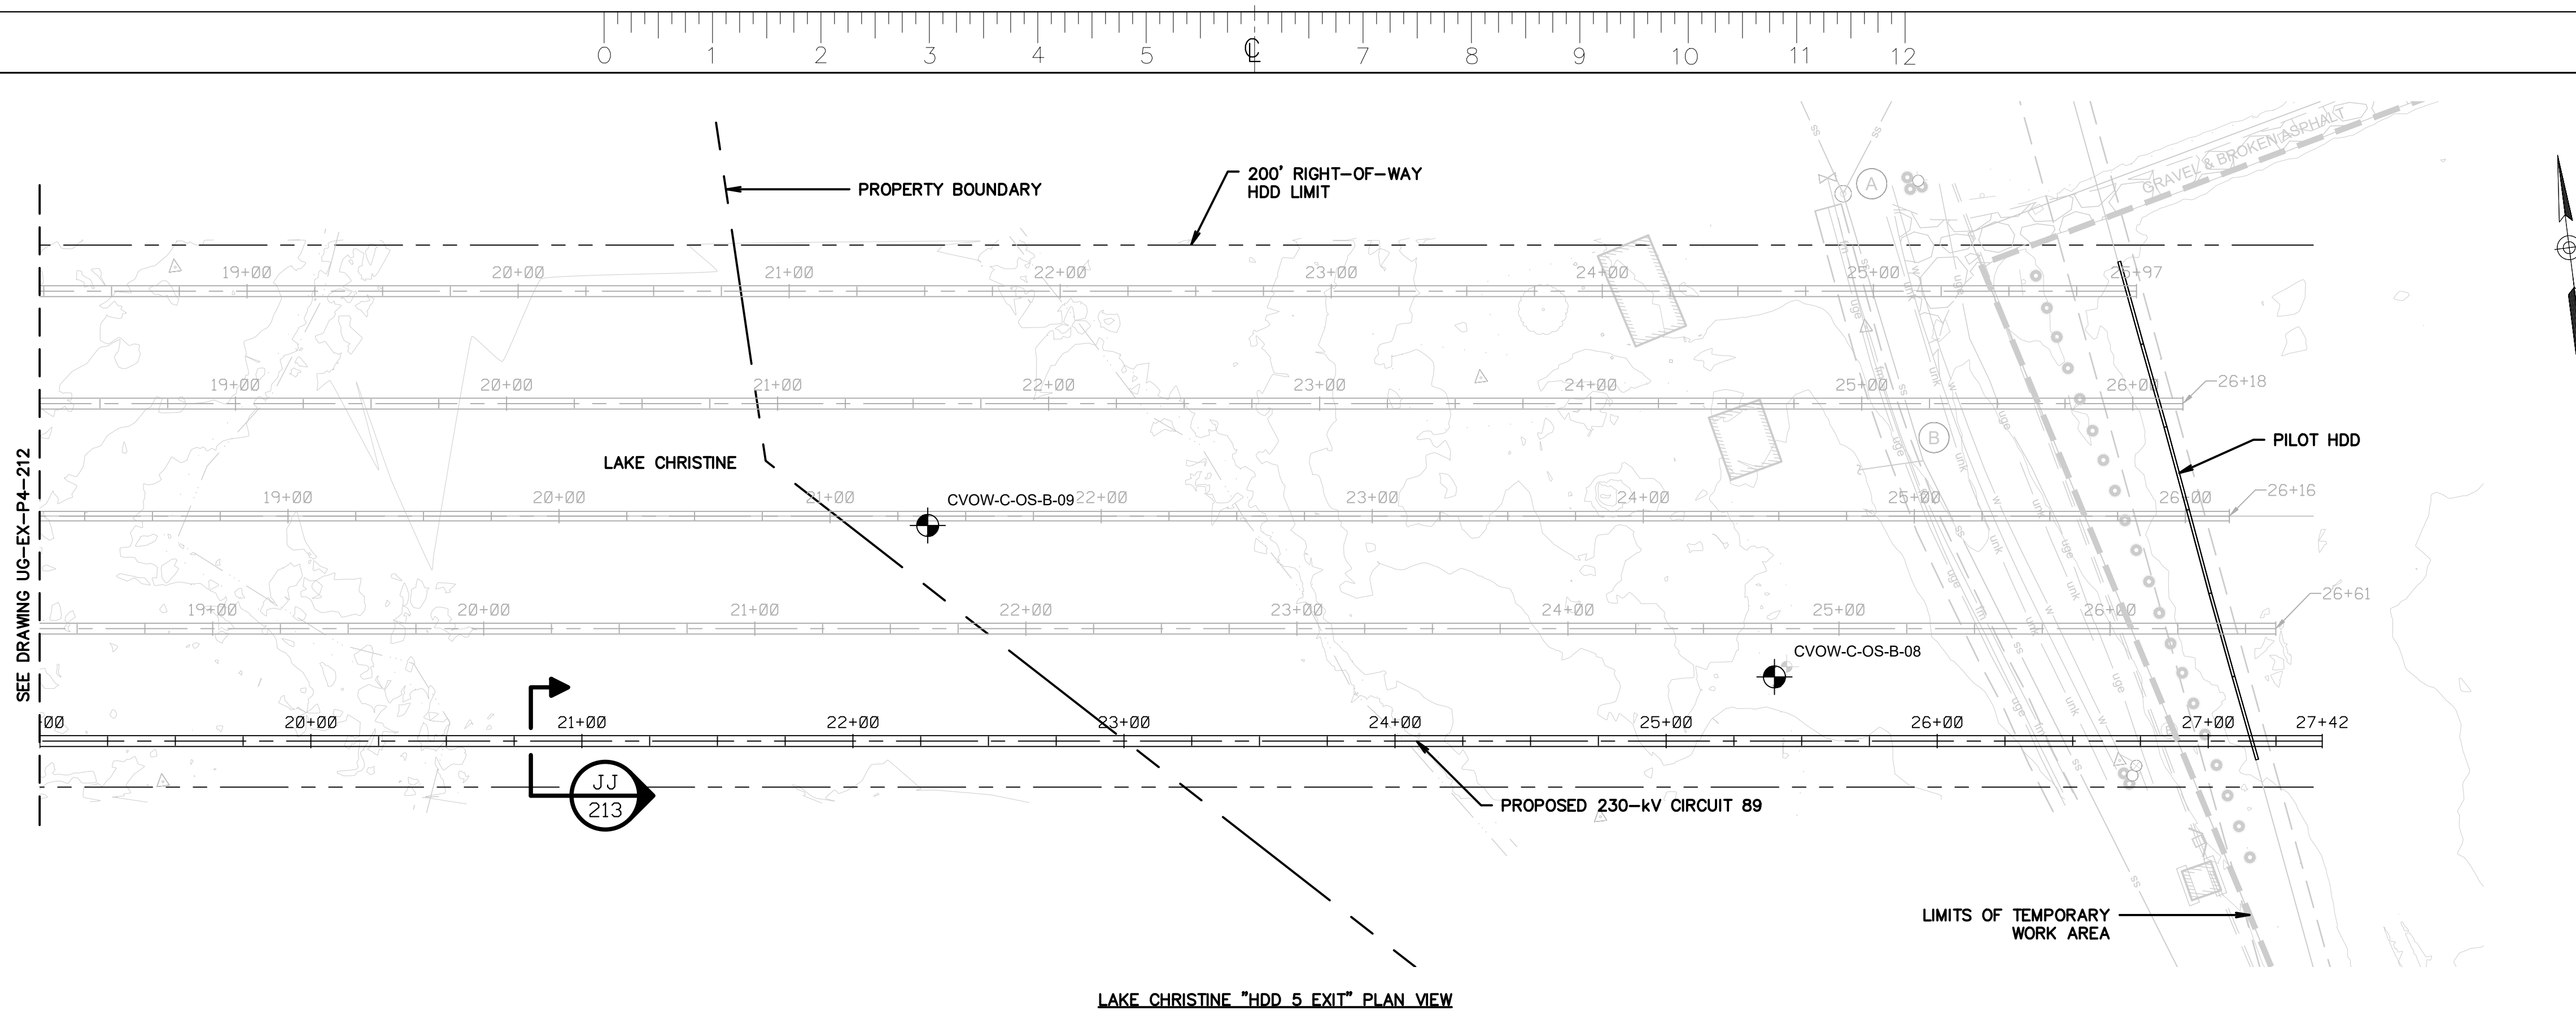 0 1 2 3 4 5 ℄ 7 8 9 10 11 12
GRAVEL & BROKEN ASPHALT
200' RIGHT-OF-WAY
HDD LIMIT
PROPERTY BOUNDARY
ss ss
A
19+00 20+00 21+00 22+00 23+00 24+00 25+00 25+97
19+00 20+00 21+00 22+00 23+00 24+00 25+00 26+00 26+18
B
PILOT HDD
LAKE CHRISTINE
SEE DRAWING UG-EX-P4-212
CVOW-C-OS-B-09
19+00 20+00 21+00 22+00 23+00 24+00 25+00 26+00 26+16
19+00 20+00 21+00 22+00 23+00 24+00 25+00 26+00 26+61
CVOW-C-OS-B-08
00 20+00 21+00 22+00 23+00 24+00 25+00 26+00 27+00 27+42
JJ
213
PROPOSED 230-kV CIRCUIT 89
LIMITS OF TEMPORARY
WORK AREA
LAKE CHRISTINE "HDD 5 EXIT" PLAN VIEW